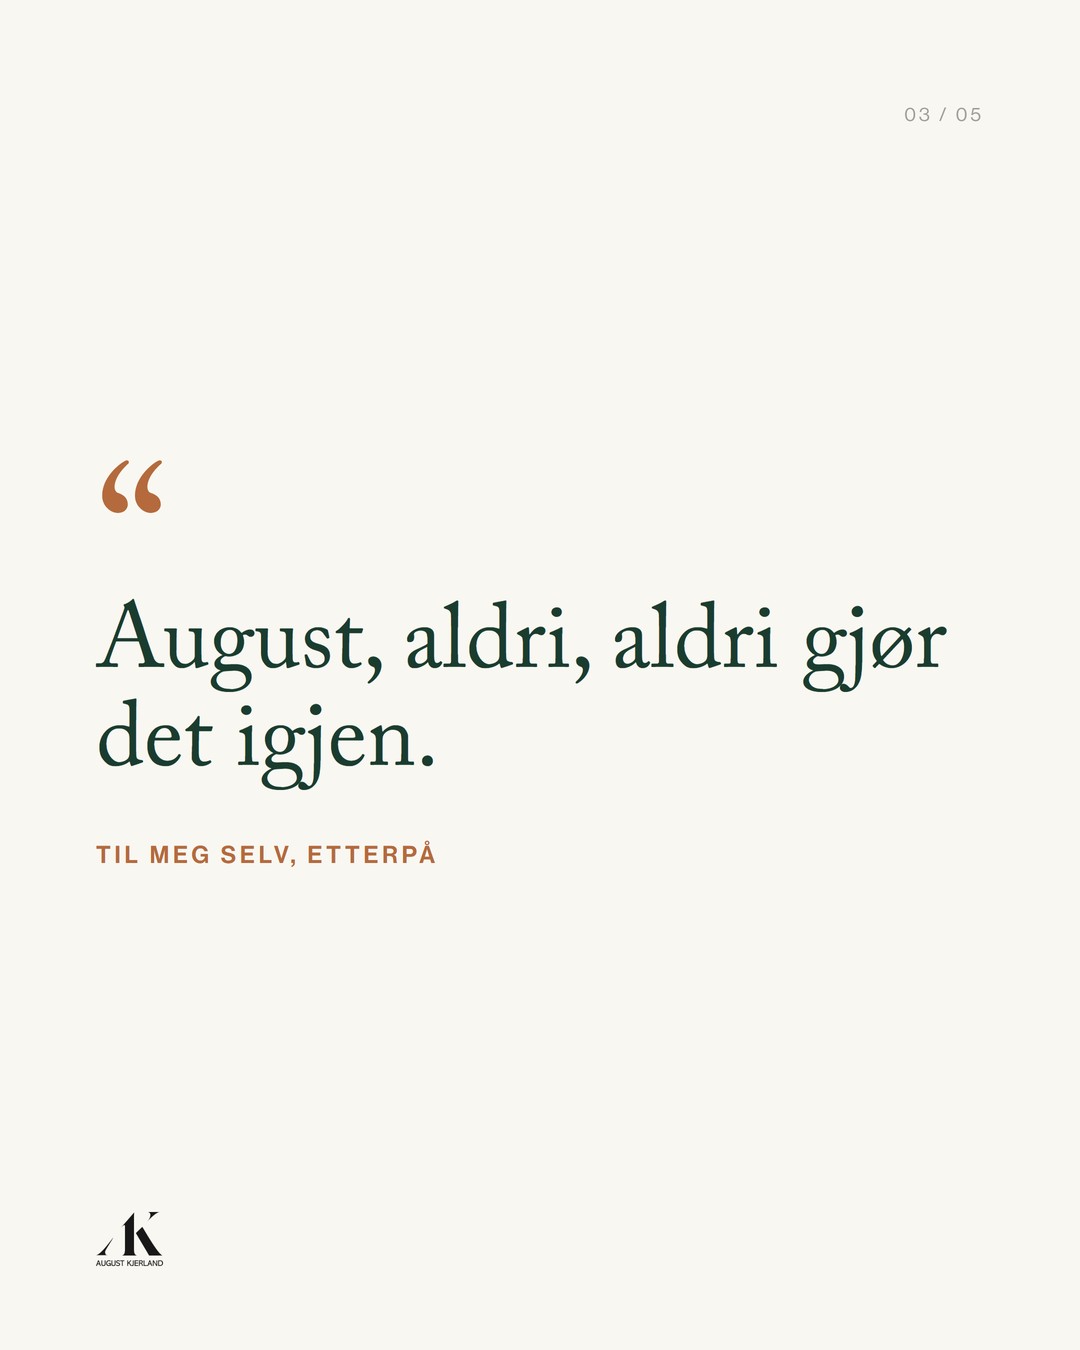 03 / 05
“
August, aldri, aldri gjør
det igjen.
TIL MEG SELV, ETTERPÅ
AK
AUGUST KJERLAND